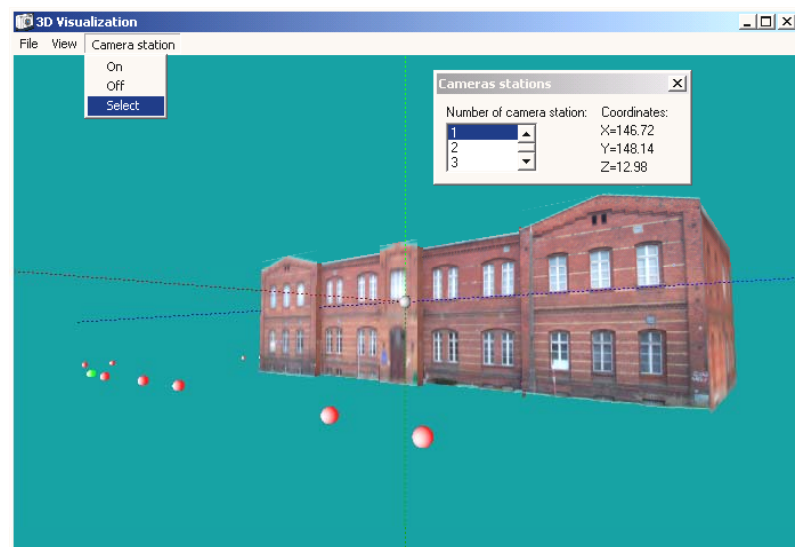 3D Visualization
File View Camera station
On
Off
Select
Cameras stations
Number of camera station: Coordinates:
1 X=146.72
2 Y=148.14
3 Z=12.98